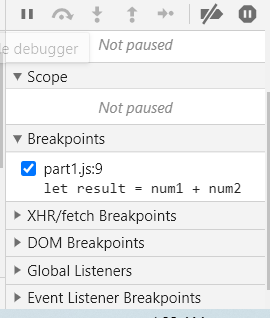 e debugger
Not paused
Scope
Not paused
Breakpoints
part1.js:9
let result = num1 + num2
XHR/fetch Breakpoints
DOM Breakpoints
Global Listeners
Event Listener Breakpoints